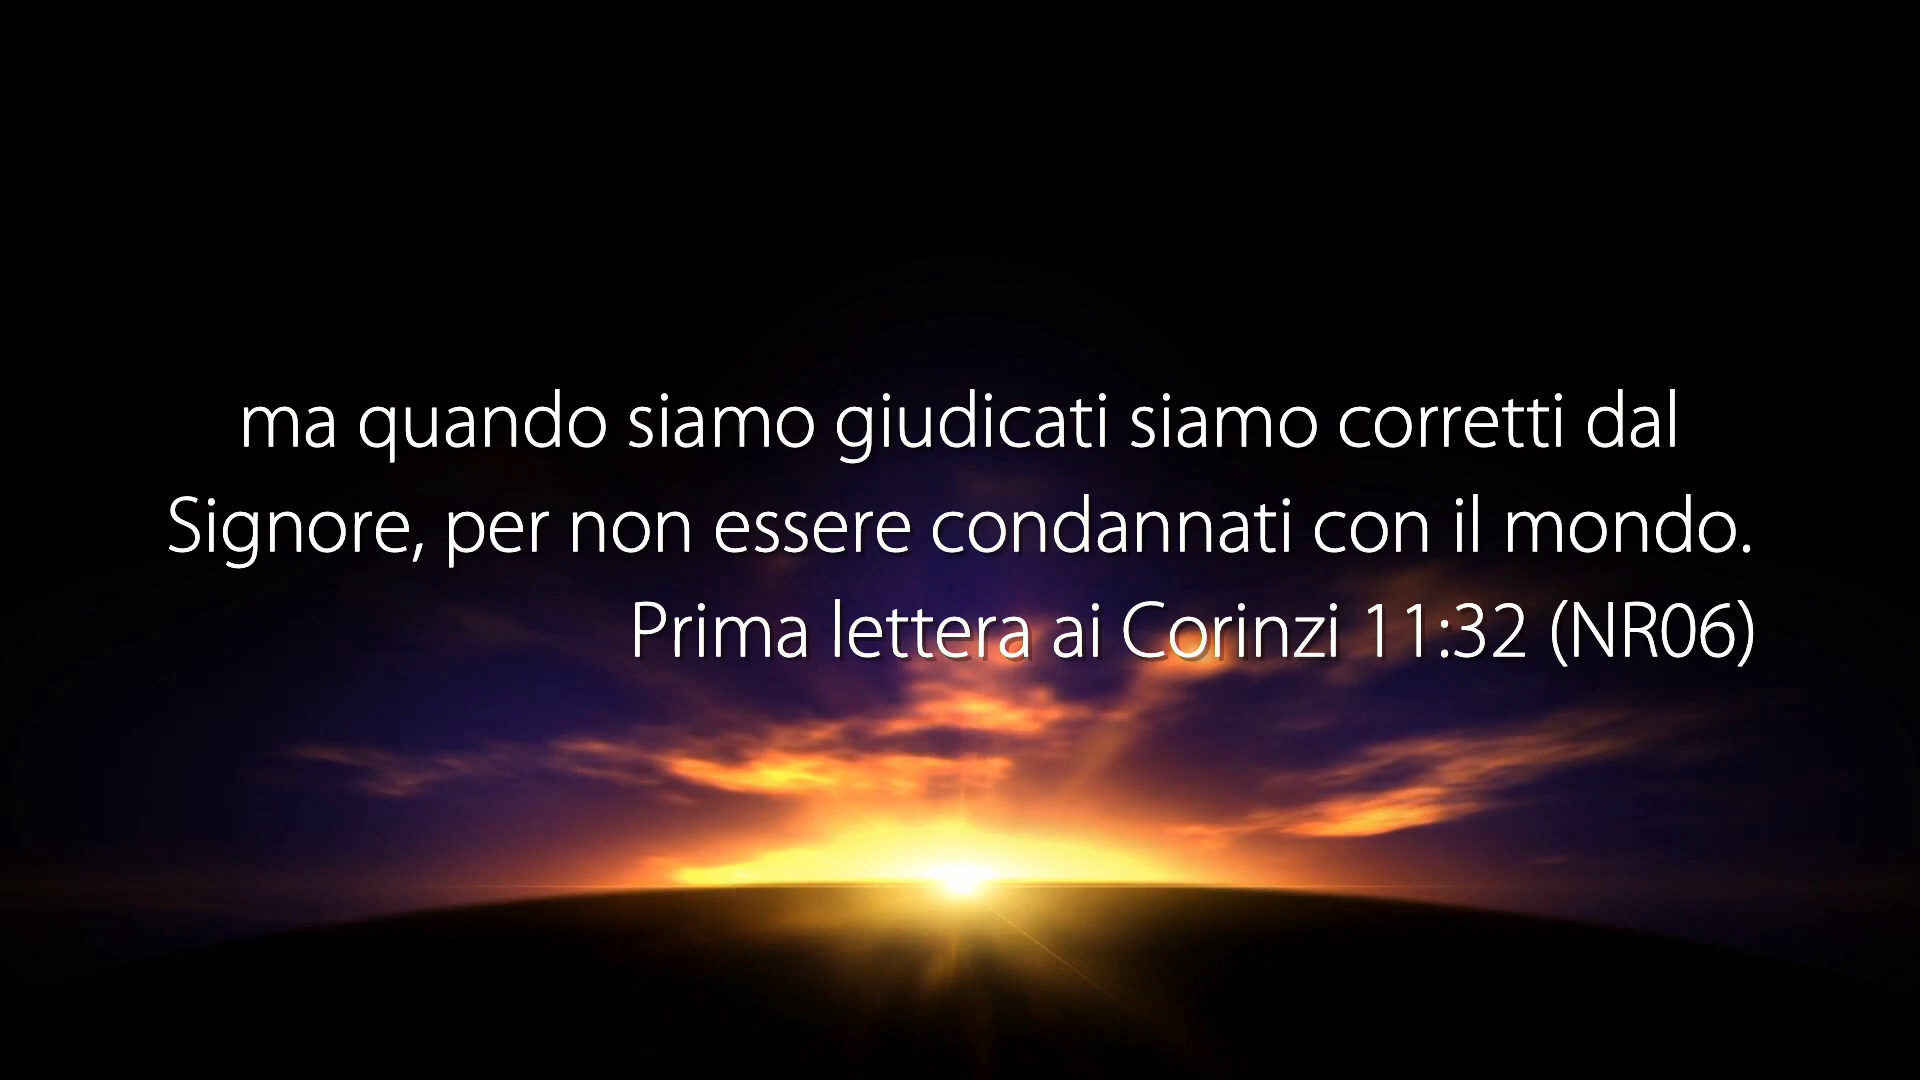 ma quando siamo giudicati siamo corretti dal
Signore, per non essere condannati con il mondo.
Prima lettera ai Corinzi 11:32 (NR06)